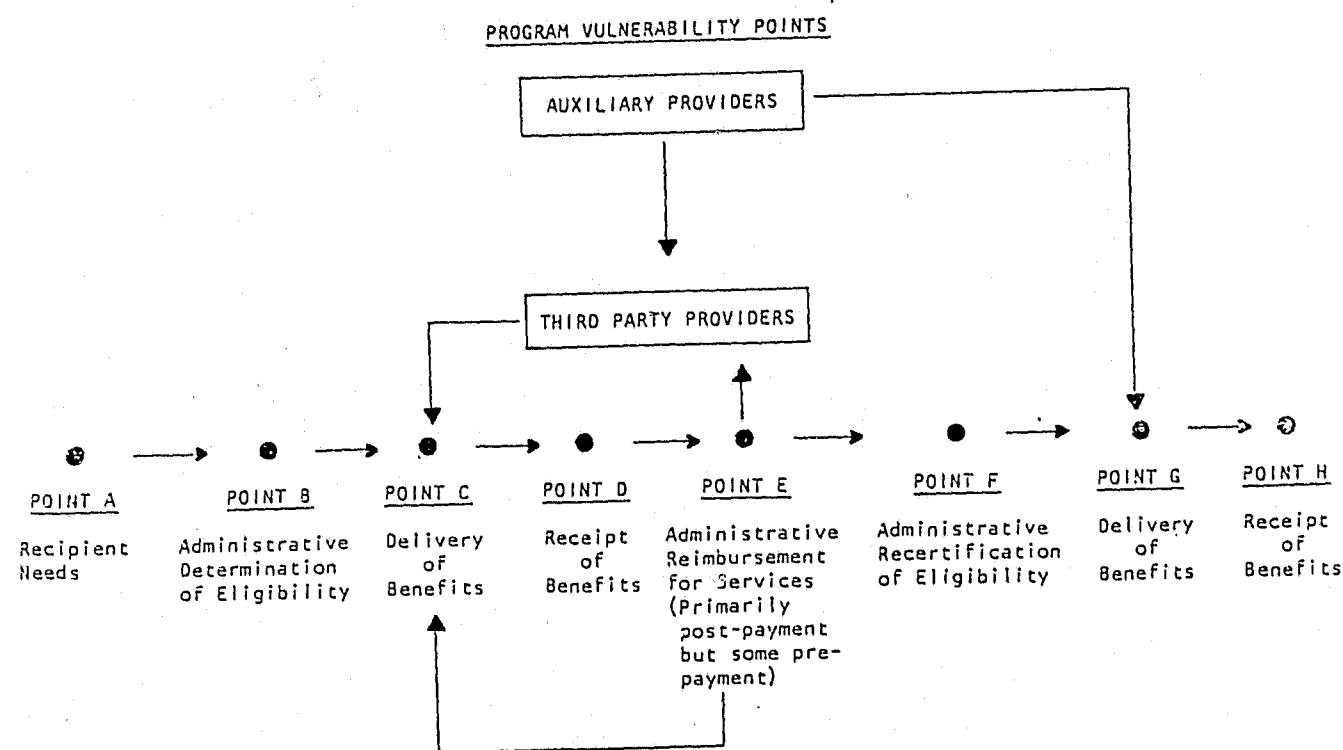 PROGRAM VULNERABILITY POINTS
AUXILIARY PROVIDERS
THIRD PARTY PROVIDERS
POINT A
Recipient
Needs
POINT B
Administrative
Determination
of Eligibility
POINT C
Delivery
of
Benefits
POINT D
Receipt
of
Benefits
POINT E
Administrative
Reimbursement
for Services
(Primarily
post-payment
but some pre-
payment)
POINT F
Administrative
Recertification
of Eligibility
POINT G
Delivery
of
Benefits
POINT H
Receipt
of
Benefits